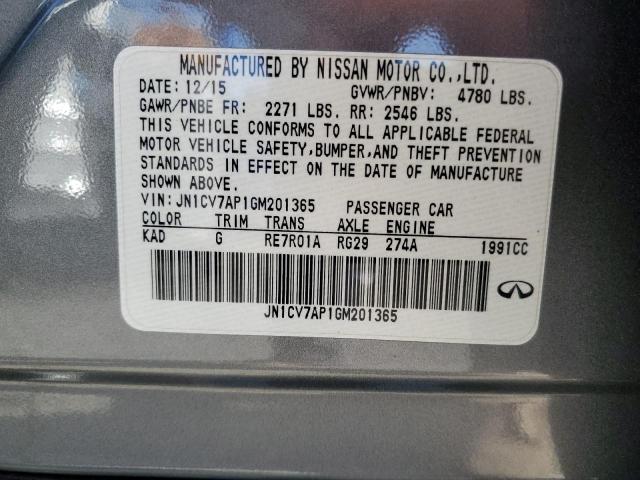 MANUFACTURED BY NISSAN MOTOR CO.,LTD.
DATE: 12/15 GVWR/PNBV: 4780 LBS.
GAWR/PNBE FR: 2271 LBS. RR: 2546 LBS.
THIS VEHICLE CONFORMS TO ALL APPLICABLE FEDERAL
MOTOR VEHICLE SAFETY,BUMPER,AND THEFT PREVENTION
STANDARDS IN EFFECT ON THE DATE OF MANUFACTURE
SHOWN ABOVE.
VIN: JN1CV7AP1GM201365 PASSENGER CAR
COLOR TRIM TRANS AXLE ENGINE
KAD G RE7R01A RG29 274A 1991CC
JN1CV7AP1GM201365